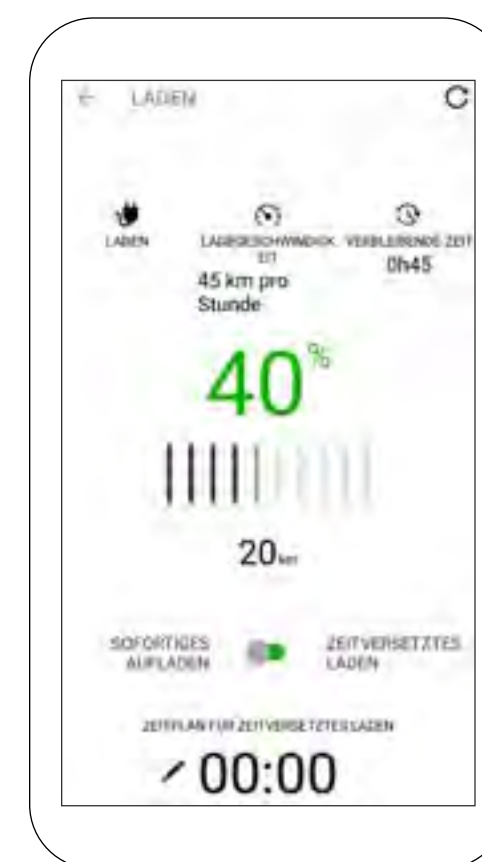 ← LADEN
LADEN
LADEGESCHWINDIGK
EIT
45 km pro
Stunde
VERBLEIBENDE ZEIT
0h45
40%
20 km
SOFORTIGES
AUFLADEN
ZEITVERSETZTES
LADEN
ZEITPLAN FÜR ZEITVERSETZTES LADEN
00:00